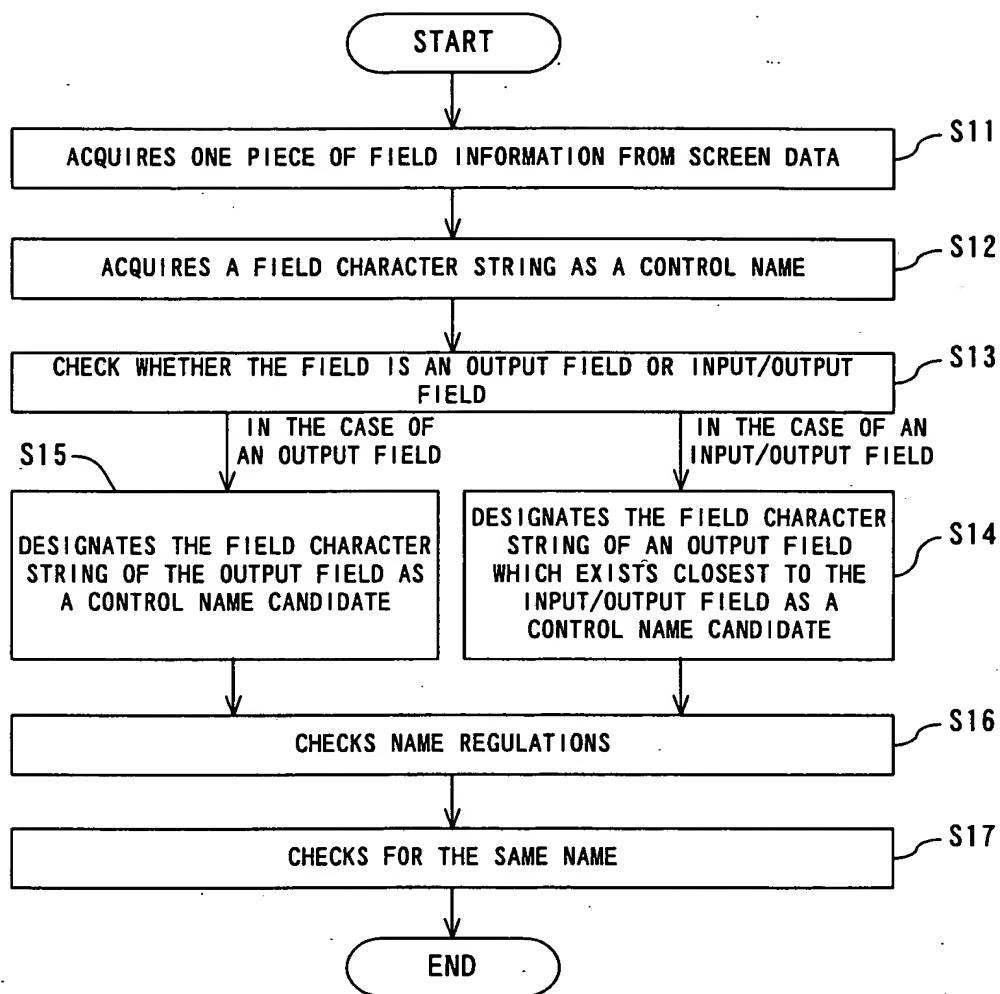 START
ACQUIRES ONE PIECE OF FIELD INFORMATION FROM SCREEN DATA
S11
ACQUIRES A FIELD CHARACTER STRING AS A CONTROL NAME
S12
CHECK WHETHER THE FIELD IS AN OUTPUT FIELD OR INPUT/OUTPUT
FIELD
S13
IN THE CASE OF
AN OUTPUT FIELD
IN THE CASE OF AN
INPUT/OUTPUT FIELD
S15
DESIGNATES THE FIELD CHARACTER
STRING OF THE OUTPUT FIELD AS
A CONTROL NAME CANDIDATE
DESIGNATES THE FIELD CHARACTER
STRING OF AN OUTPUT FIELD
WHICH EXISTS CLOSEST TO THE
INPUT/OUTPUT FIELD AS A
CONTROL NAME CANDIDATE
S14
CHECKS NAME REGULATIONS
S16
CHECKS FOR THE SAME NAME
S17
END